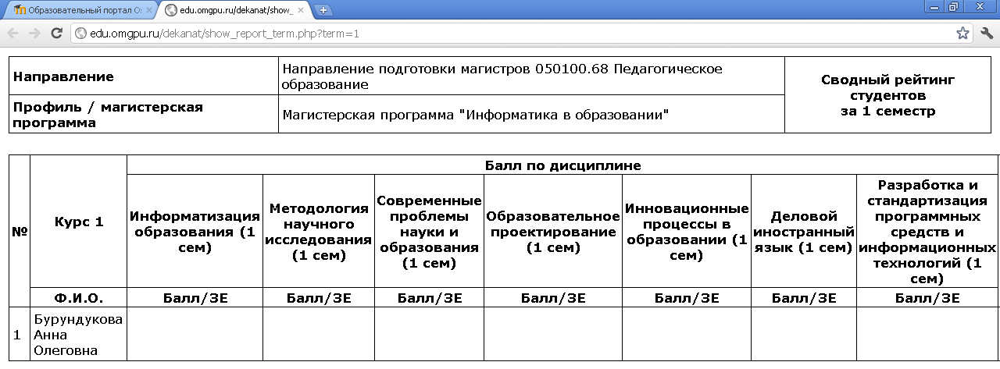 Образовательный портал О
edu.omgpu.ru/dekanat/show_
edu.omgpu.ru/dekanat/show_report_term.php?term=1
Направление
Направление подготовки магистров 050100.68 Педагогическое
образование
Сводный рейтинг
студентов
за 1 семестр
Профиль / магистерская
программа
Магистерская программа "Информатика в образовании"
№
Курс 1
Балл по дисциплине
Информатизация
образования (1
сем)
Методология
научного
исследования
(1 сем)
Современные
проблемы
науки и
образования
(1 сем)
Образовательное
проектирование
(1 сем)
Инновационные
процессы в
образовании (1
сем)
Деловой
иностранный
язык (1 сем)
Разработка и
стандартизация
программных
средств и
информационных
технологий (1
сем)
Ф.И.О.
Балл/ЗЕ
Балл/ЗЕ
Балл/ЗЕ
Балл/ЗЕ
Балл/ЗЕ
Балл/ЗЕ
Балл/ЗЕ
1
Бурундукова
Анна
Олеговна